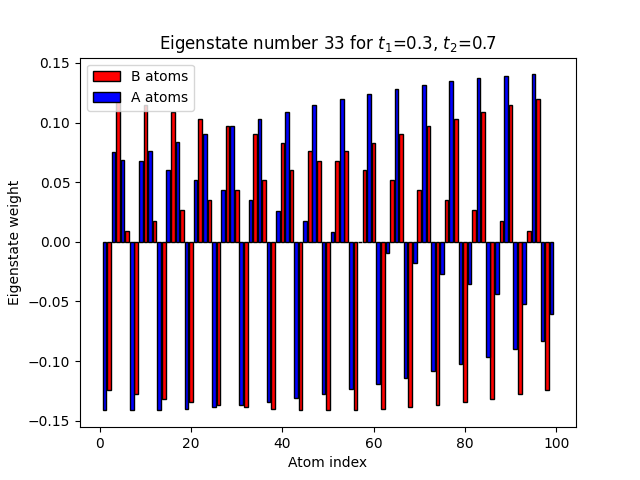 Eigenstate number 33 for t₁=0.3, t₂=0.7
Eigenstate weight
0.15
0.10
0.05
0.00
−0.05
−0.10
−0.15
B atoms
A atoms
0 20 40 60 80 100
Atom index